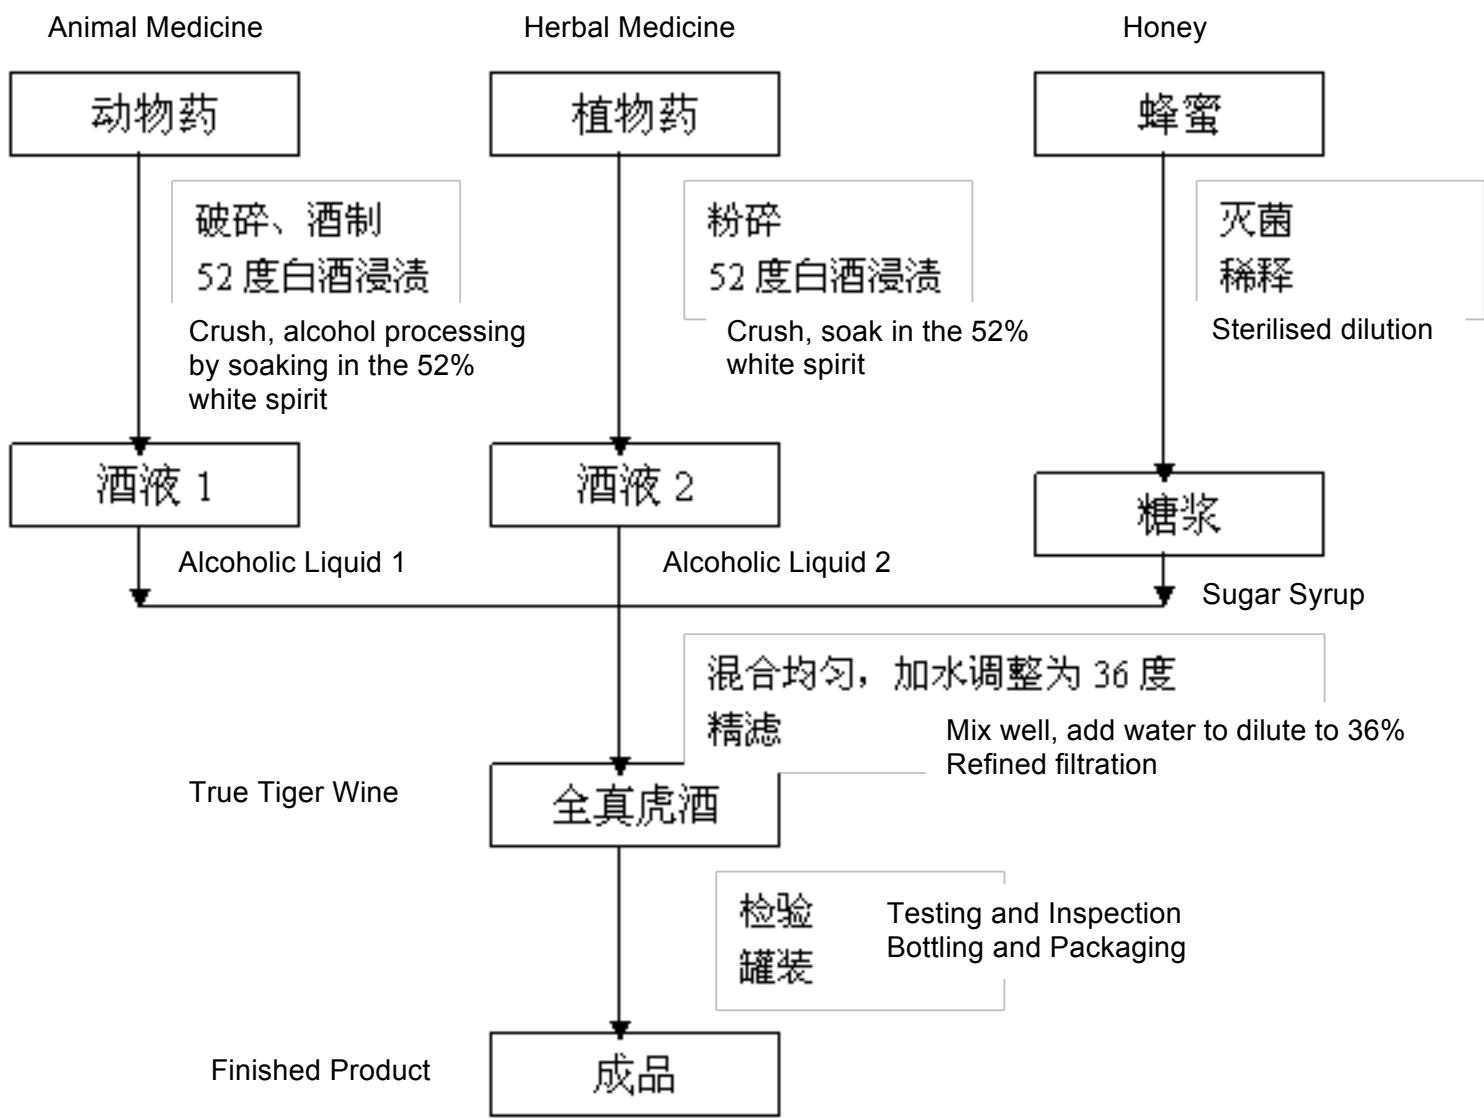 Animal Medicine
Herbal Medicine
Honey
动物药
植物药
蜂蜜
破碎、酒制
52 度白酒浸渍
Crush, alcohol processing
by soaking in the 52%
white spirit
粉碎
52 度白酒浸渍
Crush, soak in the 52%
white spirit
灭菌
稀释
Sterilised dilution
酒液 1
酒液 2
糖浆
Alcoholic Liquid 1
Alcoholic Liquid 2
Sugar Syrup
混合均匀，加水调整为 36 度
精滤
Mix well, add water to dilute to 36%
Refined filtration
True Tiger Wine
全真虎酒
检验
罐装
Testing and Inspection
Bottling and Packaging
Finished Product
成品